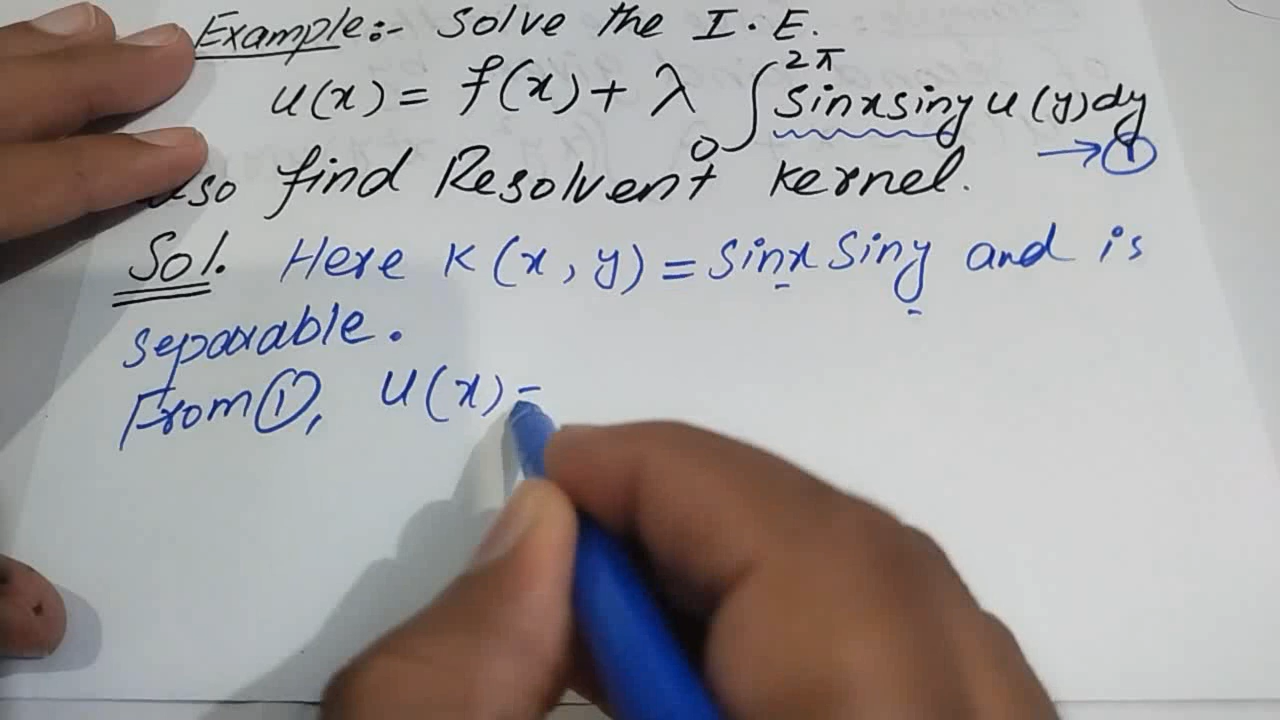 Example:- Solve the I.E.
u(x) = f(x) + λ ∫₀^2π sinx siny u(y)dy
→ ①
find Resolvent kernel.
Sol. Here K(x, y) = sinx siny and is
separable.
From ①, u(x) =